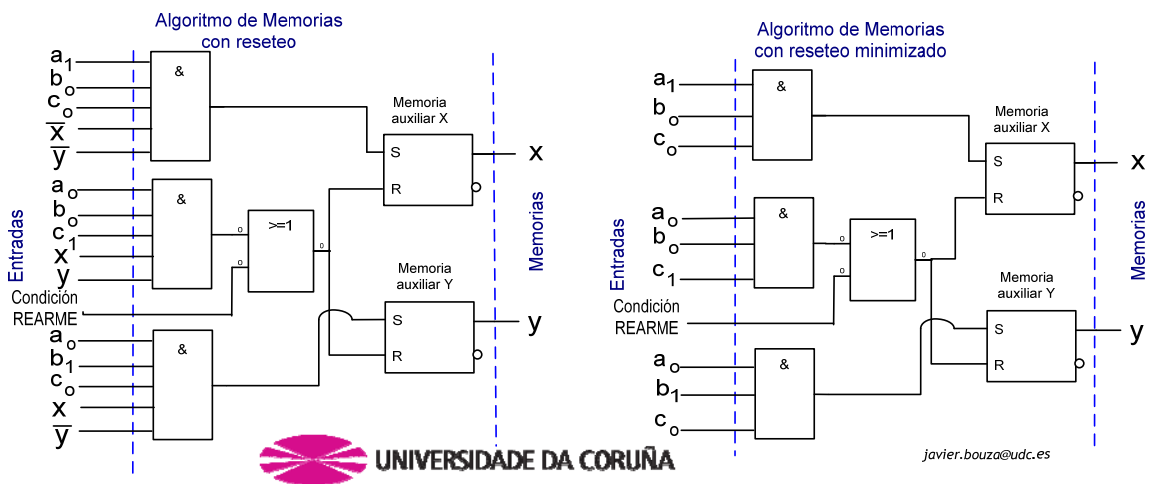 Algoritmo de Memorias
con reseteo
a1
bo
co
x̅
y̅
&
ao
bo
c1
x1
y
&
>=1
o
o
o
Condición
REARME
ao
b1
co
x
y̅
&
Entradas
Memoria
auxiliar X
S
R
x
Memoria
auxiliar Y
S
R
y
Memorias
Algoritmo de Memorias
con reseteo minimizado
a1
bo
co
&
ao
bo
c1
&
>=1
o
o
o
Condición
REARME
ao
b1
co
&
Entradas
Memoria
auxiliar X
S
R
x
Memoria
auxiliar Y
S
R
y
Memorias
UNIVERSIDADE DA CORUÑA
javier.bouza@udc.es